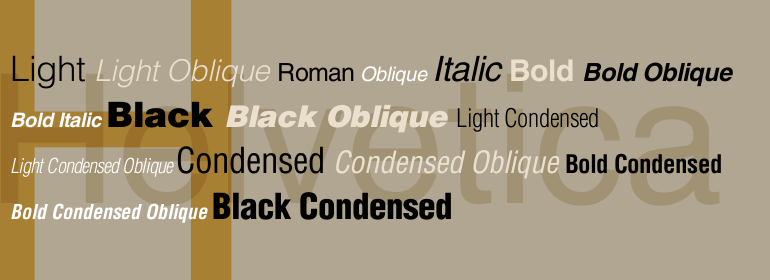 Light Light Oblique Roman Oblique Italic Bold Bold Oblique
Bold Italic Black Black Oblique Light Condensed
Light Condensed Oblique Condensed Condensed Oblique Bold Condensed
Bold Condensed Oblique Black Condensed
Helvetica